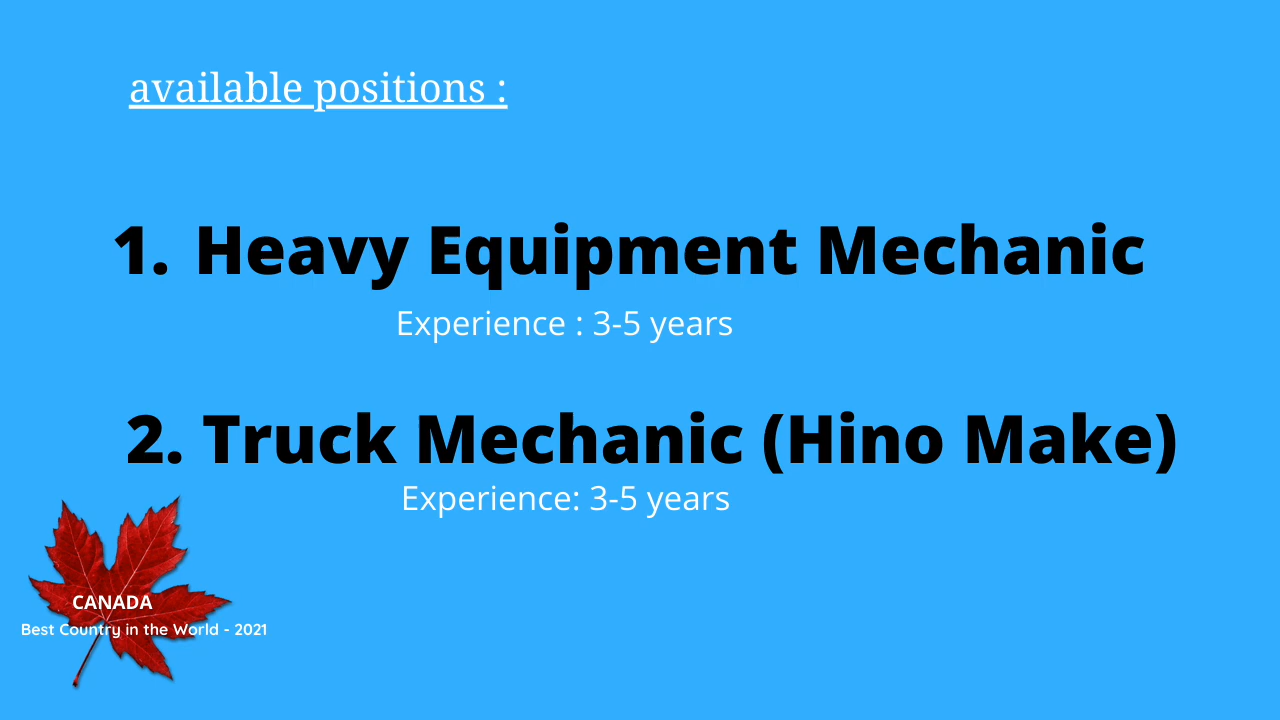 available positions :
1. Heavy Equipment Mechanic
Experience : 3-5 years
2. Truck Mechanic (Hino Make)
Experience: 3-5 years
CANADA
Best Country in the World - 2021